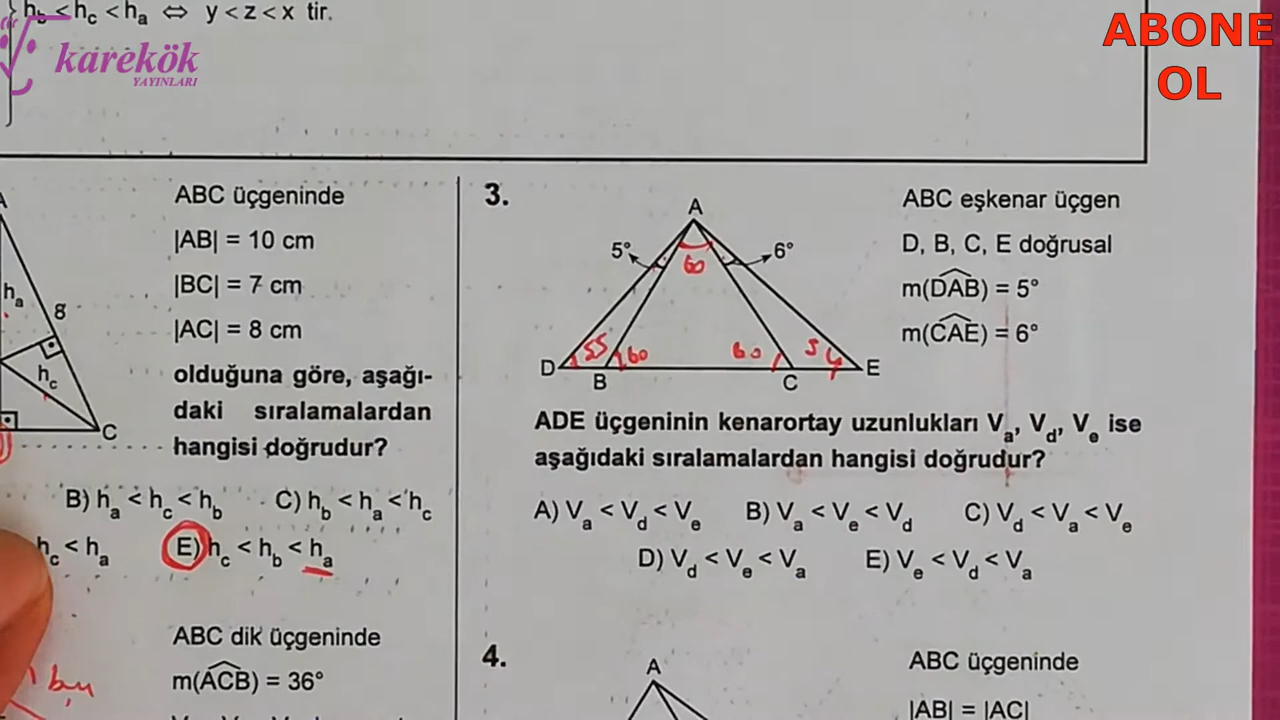 h_b < h_c < h_a ⇔ y < z < x tir.
ABONE
OL
karekök
YAYINLARI
A
h_a
8
h_c
C
ABC üçgeninde
|AB| = 10 cm
|BC| = 7 cm
|AC| = 8 cm
olduğuna göre, aşağı-
daki sıralamalardan
hangisi doğrudur?
B) h_a < h_c < h_b C) h_b < h_a < h_c
h_c < h_a E) h_c < h_b < h_a
ABC dik üçgeninde
m(ACB) = 36°
3.
A
5° 6°
60
55 60 60 54
D B C E
ABC eşkenar üçgen
D, B, C, E doğrusal
m(DAB) = 5°
m(CAE) = 6°
ADE üçgeninin kenarortay uzunlukları V_a, V_d, V_e ise
aşağıdaki sıralamalardan hangisi doğrudur?
A) V_a < V_d < V_e B) V_a < V_e < V_d C) V_d < V_a < V_e
D) V_d < V_e < V_a E) V_e < V_d < V_a
4.
A
ABC üçgeninde
|AB| = |AC|